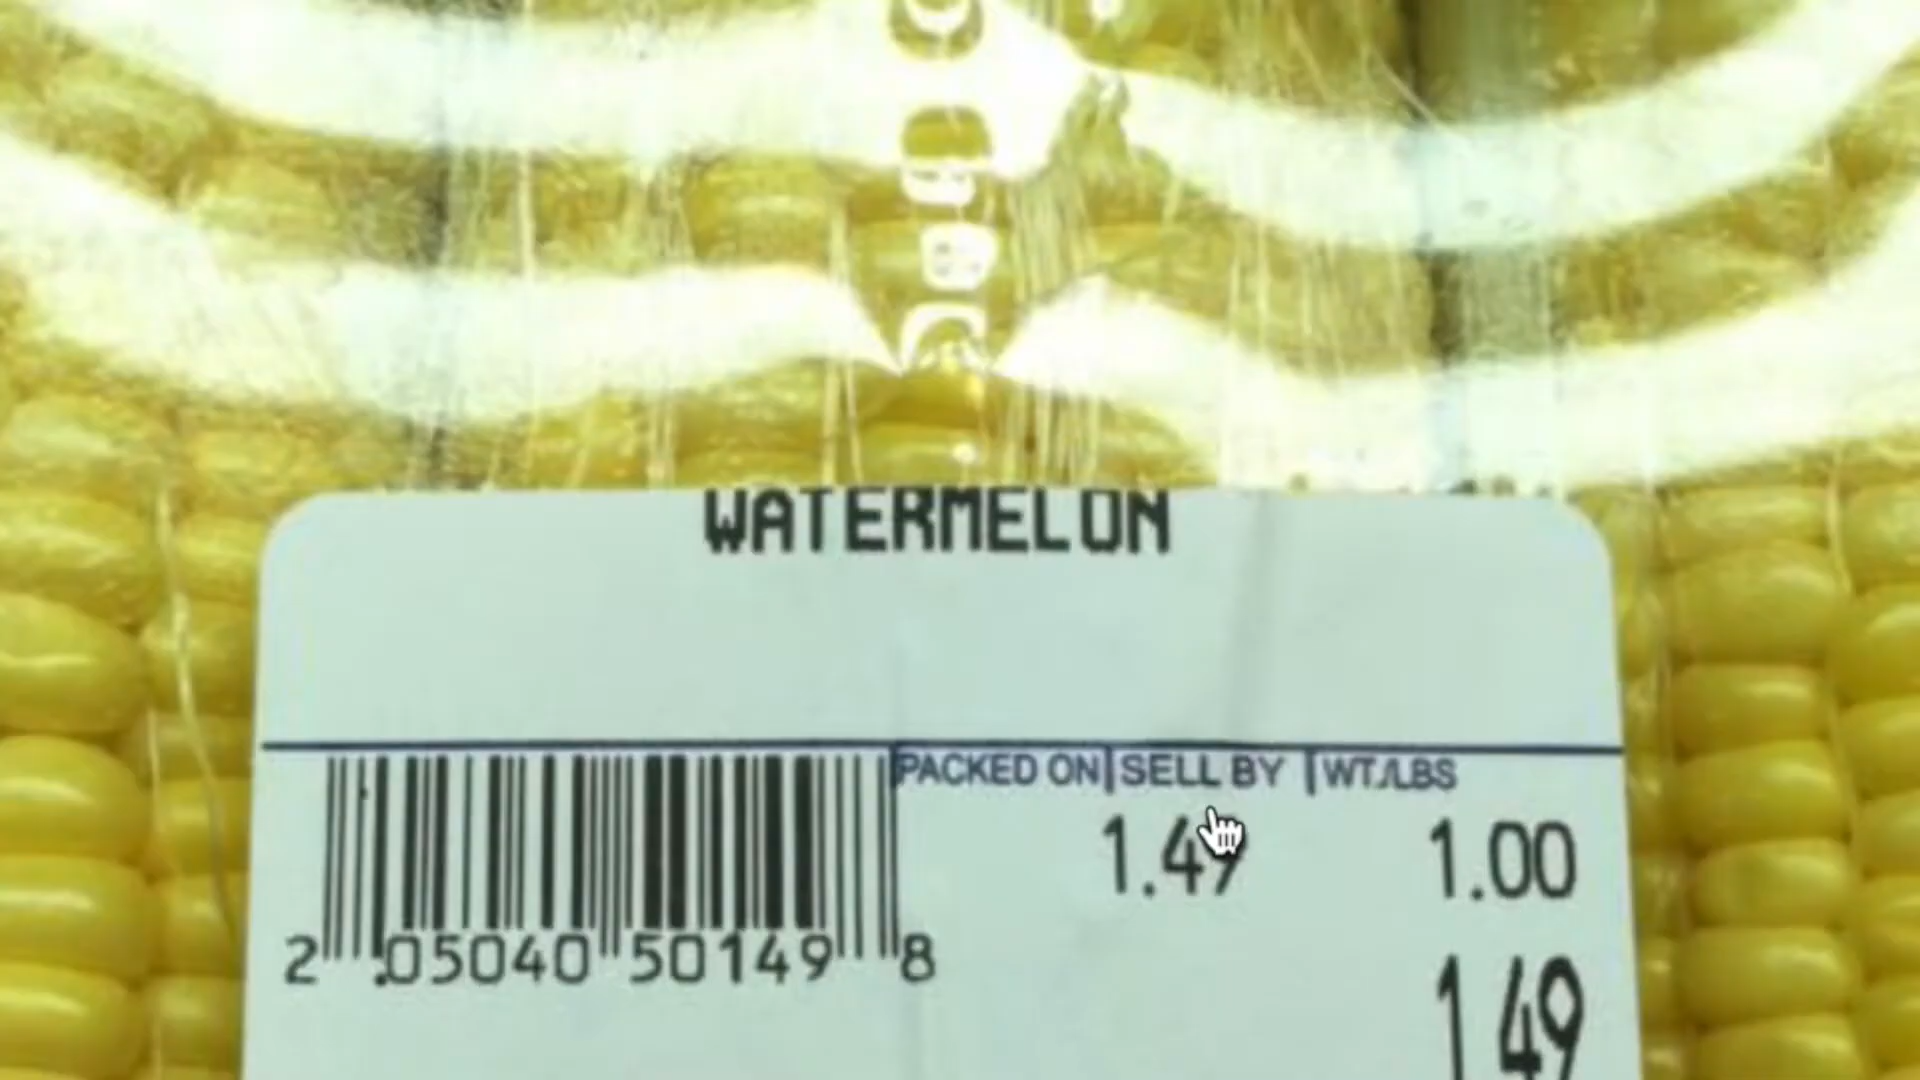 WATERMELON
PACKED ON SELL BY WT./LBS
1.49 1.00
2 05040 50149 8
1.49